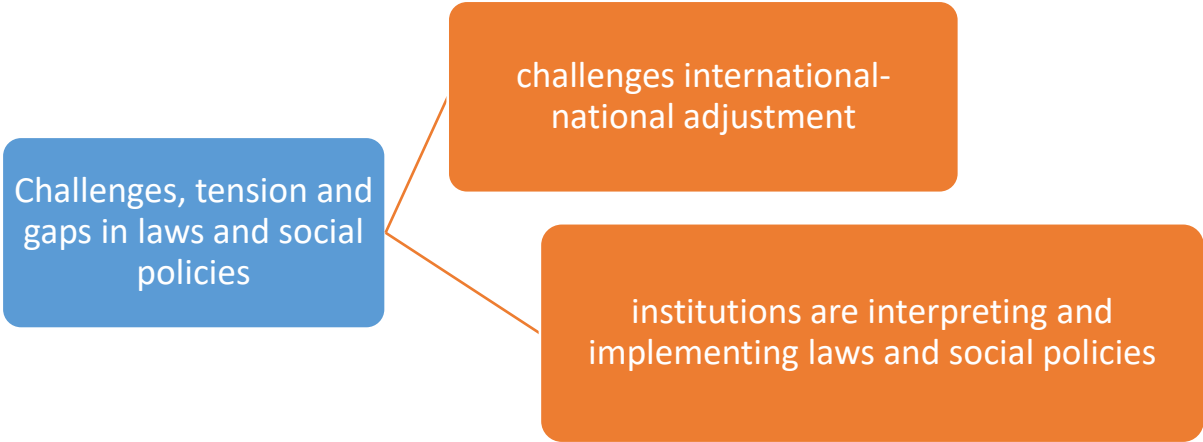 challenges international-
national adjustment
Challenges, tension and
gaps in laws and social
policies
institutions are interpreting and
implementing laws and social policies